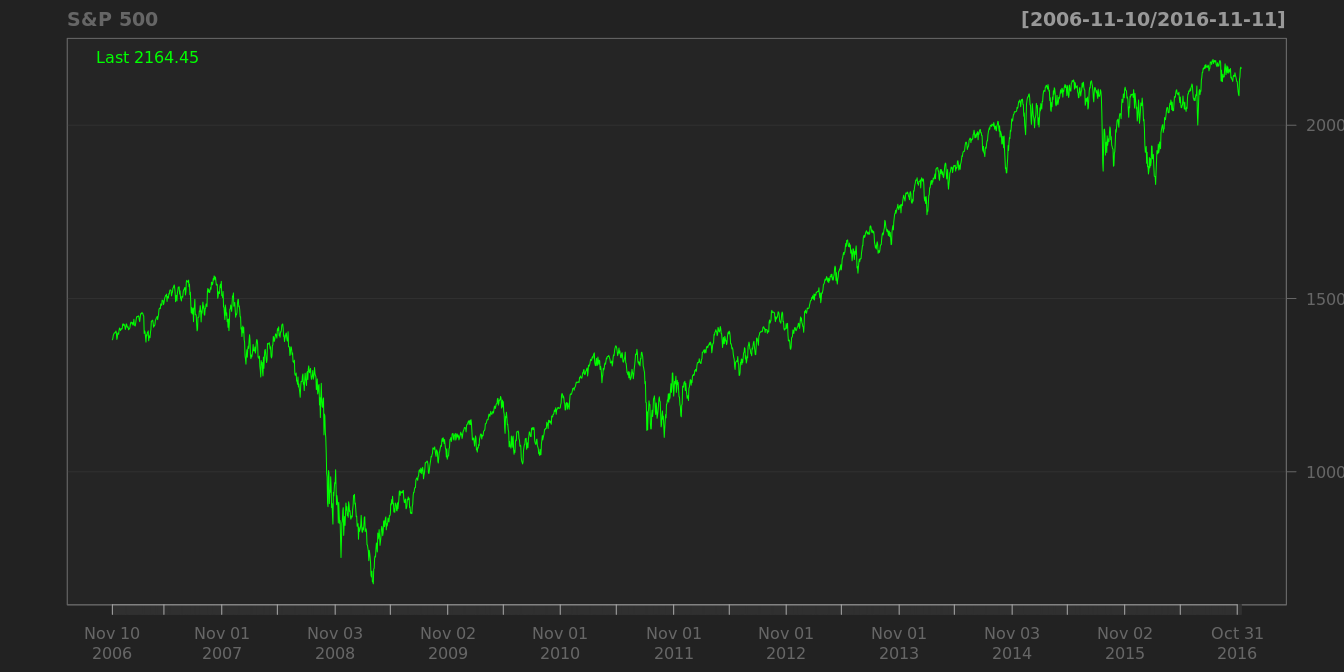 S&P 500 [2006-11-10/2016-11-11]
Last 2164.45
2000
1500
1000
Nov 10 Nov 01 Nov 03 Nov 02 Nov 01 Nov 01 Nov 01 Nov 01 Nov 03 Nov 02 Oct 31
2006 2007 2008 2009 2010 2011 2012 2013 2014 2015 2016